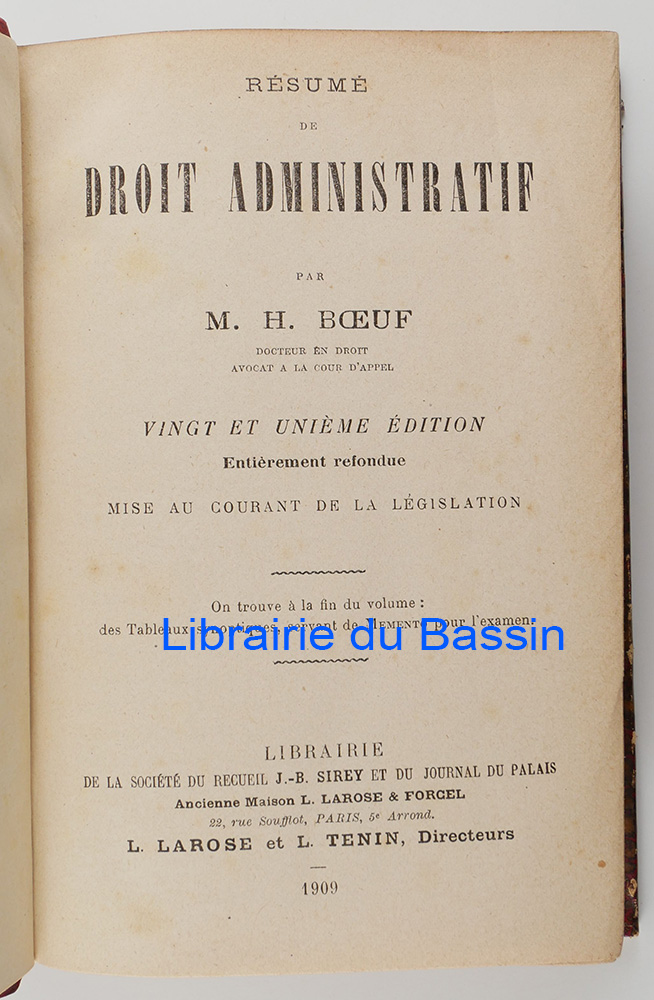 RÉSUMÉ
DE
DROIT ADMINISTRATIF
PAR
M. H. BŒUF
DOCTEUR EN DROIT
AVOCAT A LA COUR D'APPEL
VINGT ET UNIÈME ÉDITION
Entièrement refondue
MISE AU COURANT DE LA LÉGISLATION
On trouve à la fin du volume :
des Tableaux synoptiques, servant de MEMENTO pour l'examen.
Librairie du Bassin
LIBRAIRIE
DE LA SOCIÉTÉ DU RECUEIL J.-B. SIREY ET DU JOURNAL DU PALAIS
Ancienne Maison L. LAROSE & FORCEL
22, rue Soufflot, PARIS, 5e Arrond.
L. LAROSE et L. TENIN, Directeurs
1909